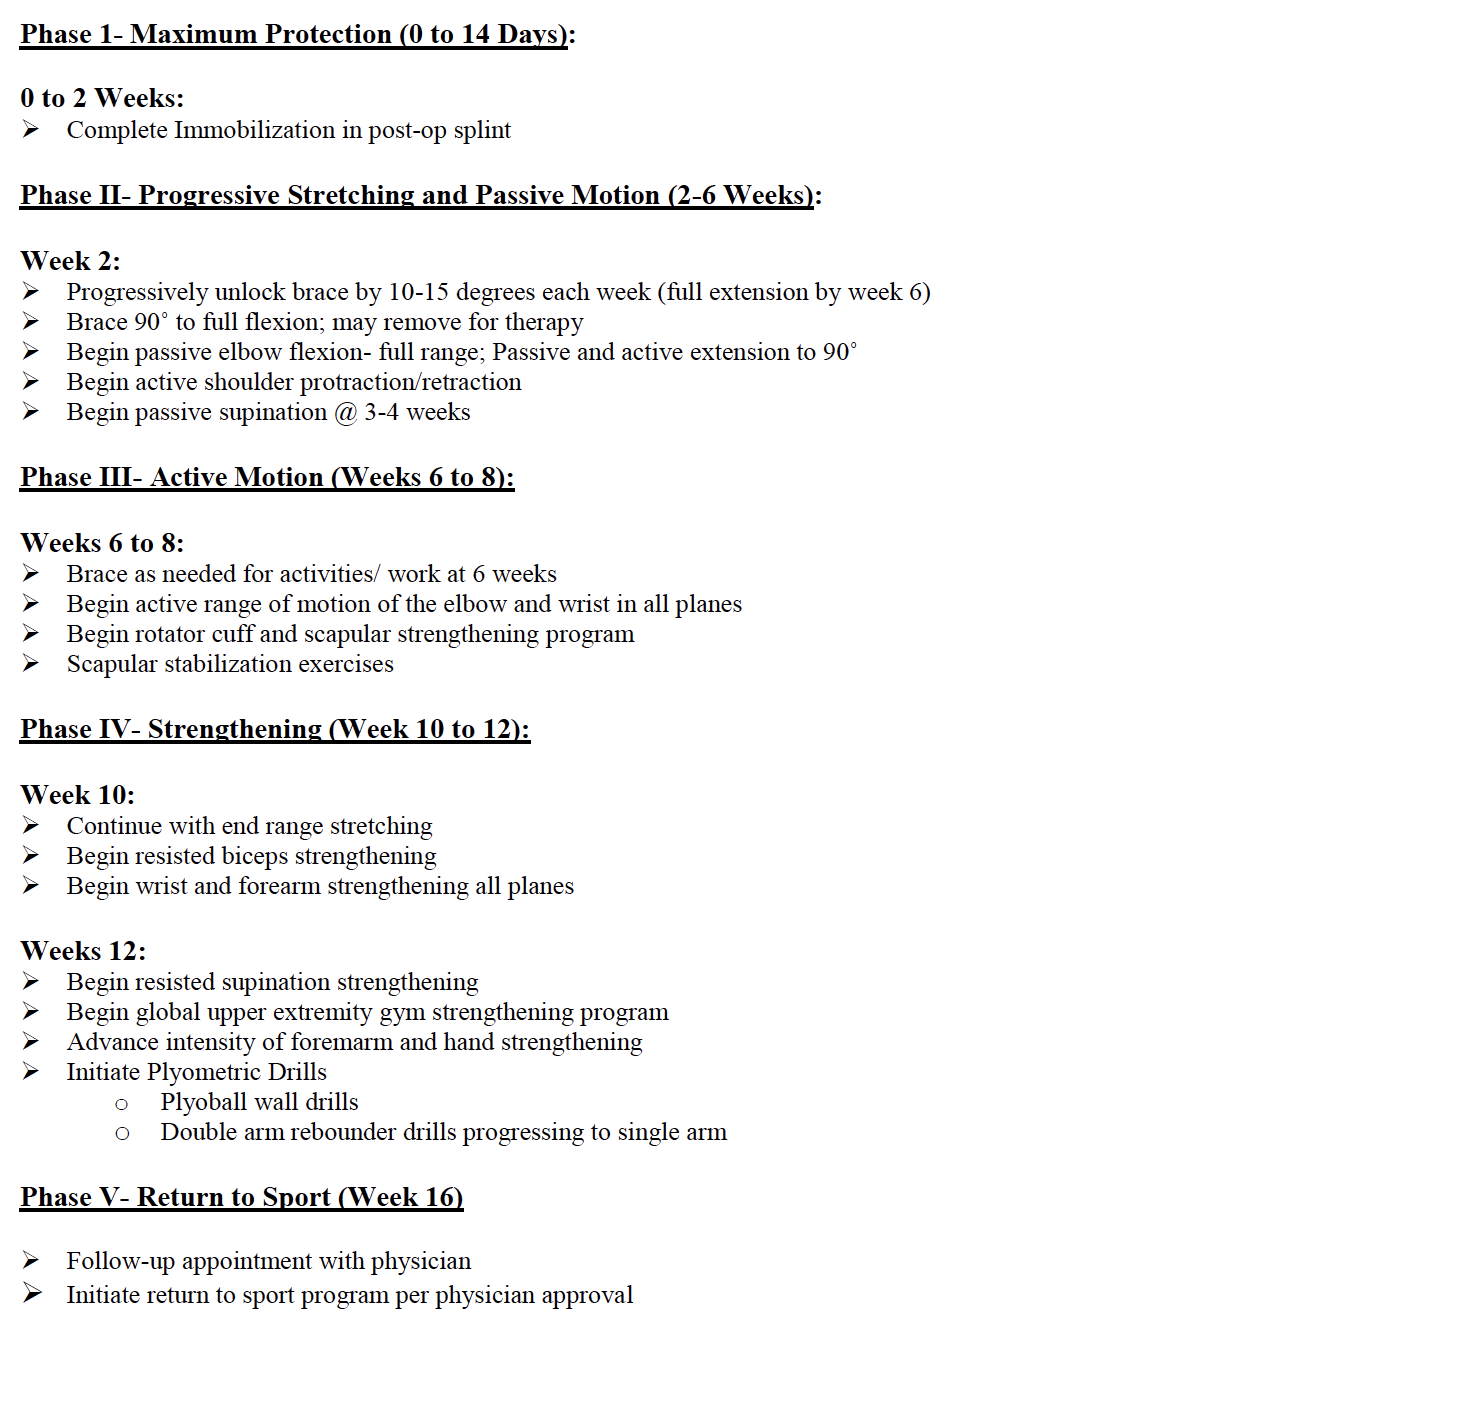 Phase 1- Maximum Protection (0 to 14 Days):
0 to 2 Weeks:
➢ Complete Immobilization in post-op splint
Phase II- Progressive Stretching and Passive Motion (2-6 Weeks):
Week 2:
➢ Progressively unlock brace by 10-15 degrees each week (full extension by week 6)
➢ Brace 90˚ to full flexion; may remove for therapy
➢ Begin passive elbow flexion- full range; Passive and active extension to 90˚
➢ Begin active shoulder protraction/retraction
➢ Begin passive supination @ 3-4 weeks
Phase III- Active Motion (Weeks 6 to 8):
Weeks 6 to 8:
➢ Brace as needed for activities/ work at 6 weeks
➢ Begin active range of motion of the elbow and wrist in all planes
➢ Begin rotator cuff and scapular strengthening program
➢ Scapular stabilization exercises
Phase IV- Strengthening (Week 10 to 12):
Week 10:
➢ Continue with end range stretching
➢ Begin resisted biceps strengthening
➢ Begin wrist and forearm strengthening all planes
Weeks 12:
➢ Begin resisted supination strengthening
➢ Begin global upper extremity gym strengthening program
➢ Advance intensity of foremarm and hand strengthening
➢ Initiate Plyometric Drills
o Plyoball wall drills
o Double arm rebounder drills progressing to single arm
Phase V- Return to Sport (Week 16)
➢ Follow-up appointment with physician
➢ Initiate return to sport program per physician approval